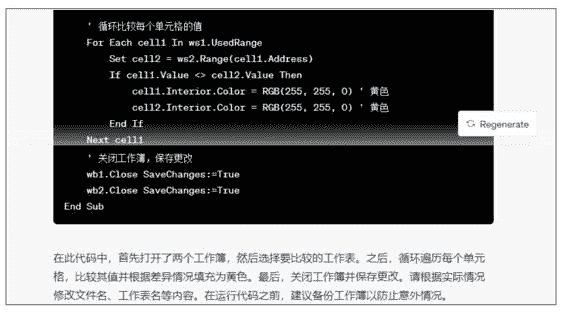 ' 循环比较每个单元格的值
For Each cell1 In ws1.UsedRange
Set cell2 = ws2.Range(cell1.Address)
If cell1.Value <> cell2.Value Then
cell1.Interior.Color = RGB(255, 255, 0) ' 黄色
cell2.Interior.Color = RGB(255, 255, 0) ' 黄色
End If
Regenerate
Next cell1
' 关闭工作簿，保存更改
wb1.Close SaveChanges:=True
wb2.Close SaveChanges:=True
End Sub
在此代码中，首先打开了两个工作簿，然后选择要比较的工作表。之后，循环遍历每个单元
格，比较其值并根据差异情况填充为黄色。最后，关闭工作簿并保存更改。请根据实际情况
修改文件名、工作表名等内容。在运行代码之前，建议备份工作簿以防止意外情况。